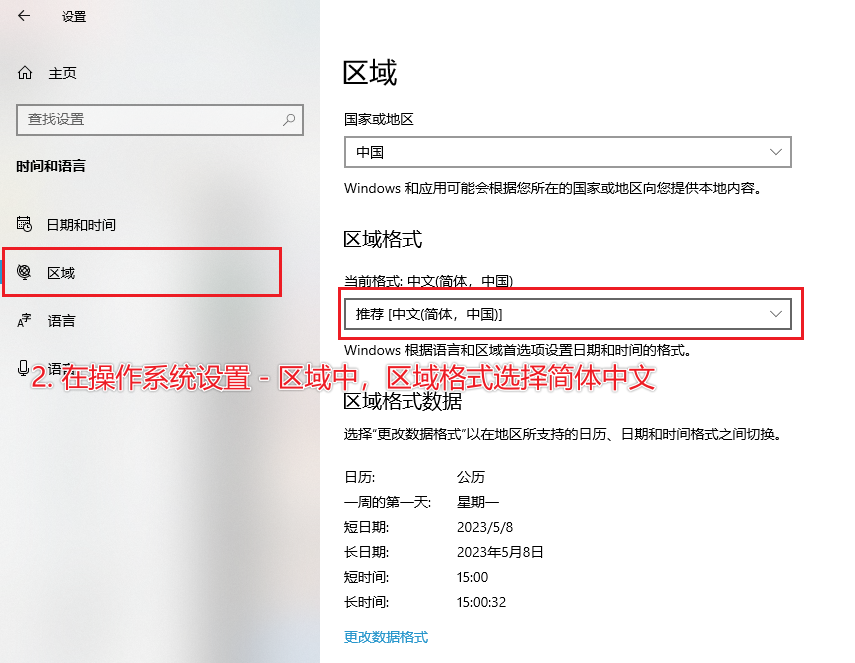 设置
主页
查找设置
时间和语言
日期和时间
区域
语言
语音
区域
国家或地区
中国
Windows 和应用可能会根据您所在的国家或地区向您提供本地内容。
区域格式
当前格式: 中文(简体，中国)
推荐 [中文(简体，中国)]
Windows 根据语言和区域首选项设置日期和时间的格式。
2. 在操作系统设置 - 区域中，区域格式选择简体中文
区域格式数据
选择“更改数据格式”以在地区所支持的日历、日期和时间格式之间切换。
日历: 公历
一周的第一天: 星期一
短日期: 2023/5/8
长日期: 2023年5月8日
短时间: 15:00
长时间: 15:00:32
更改数据格式